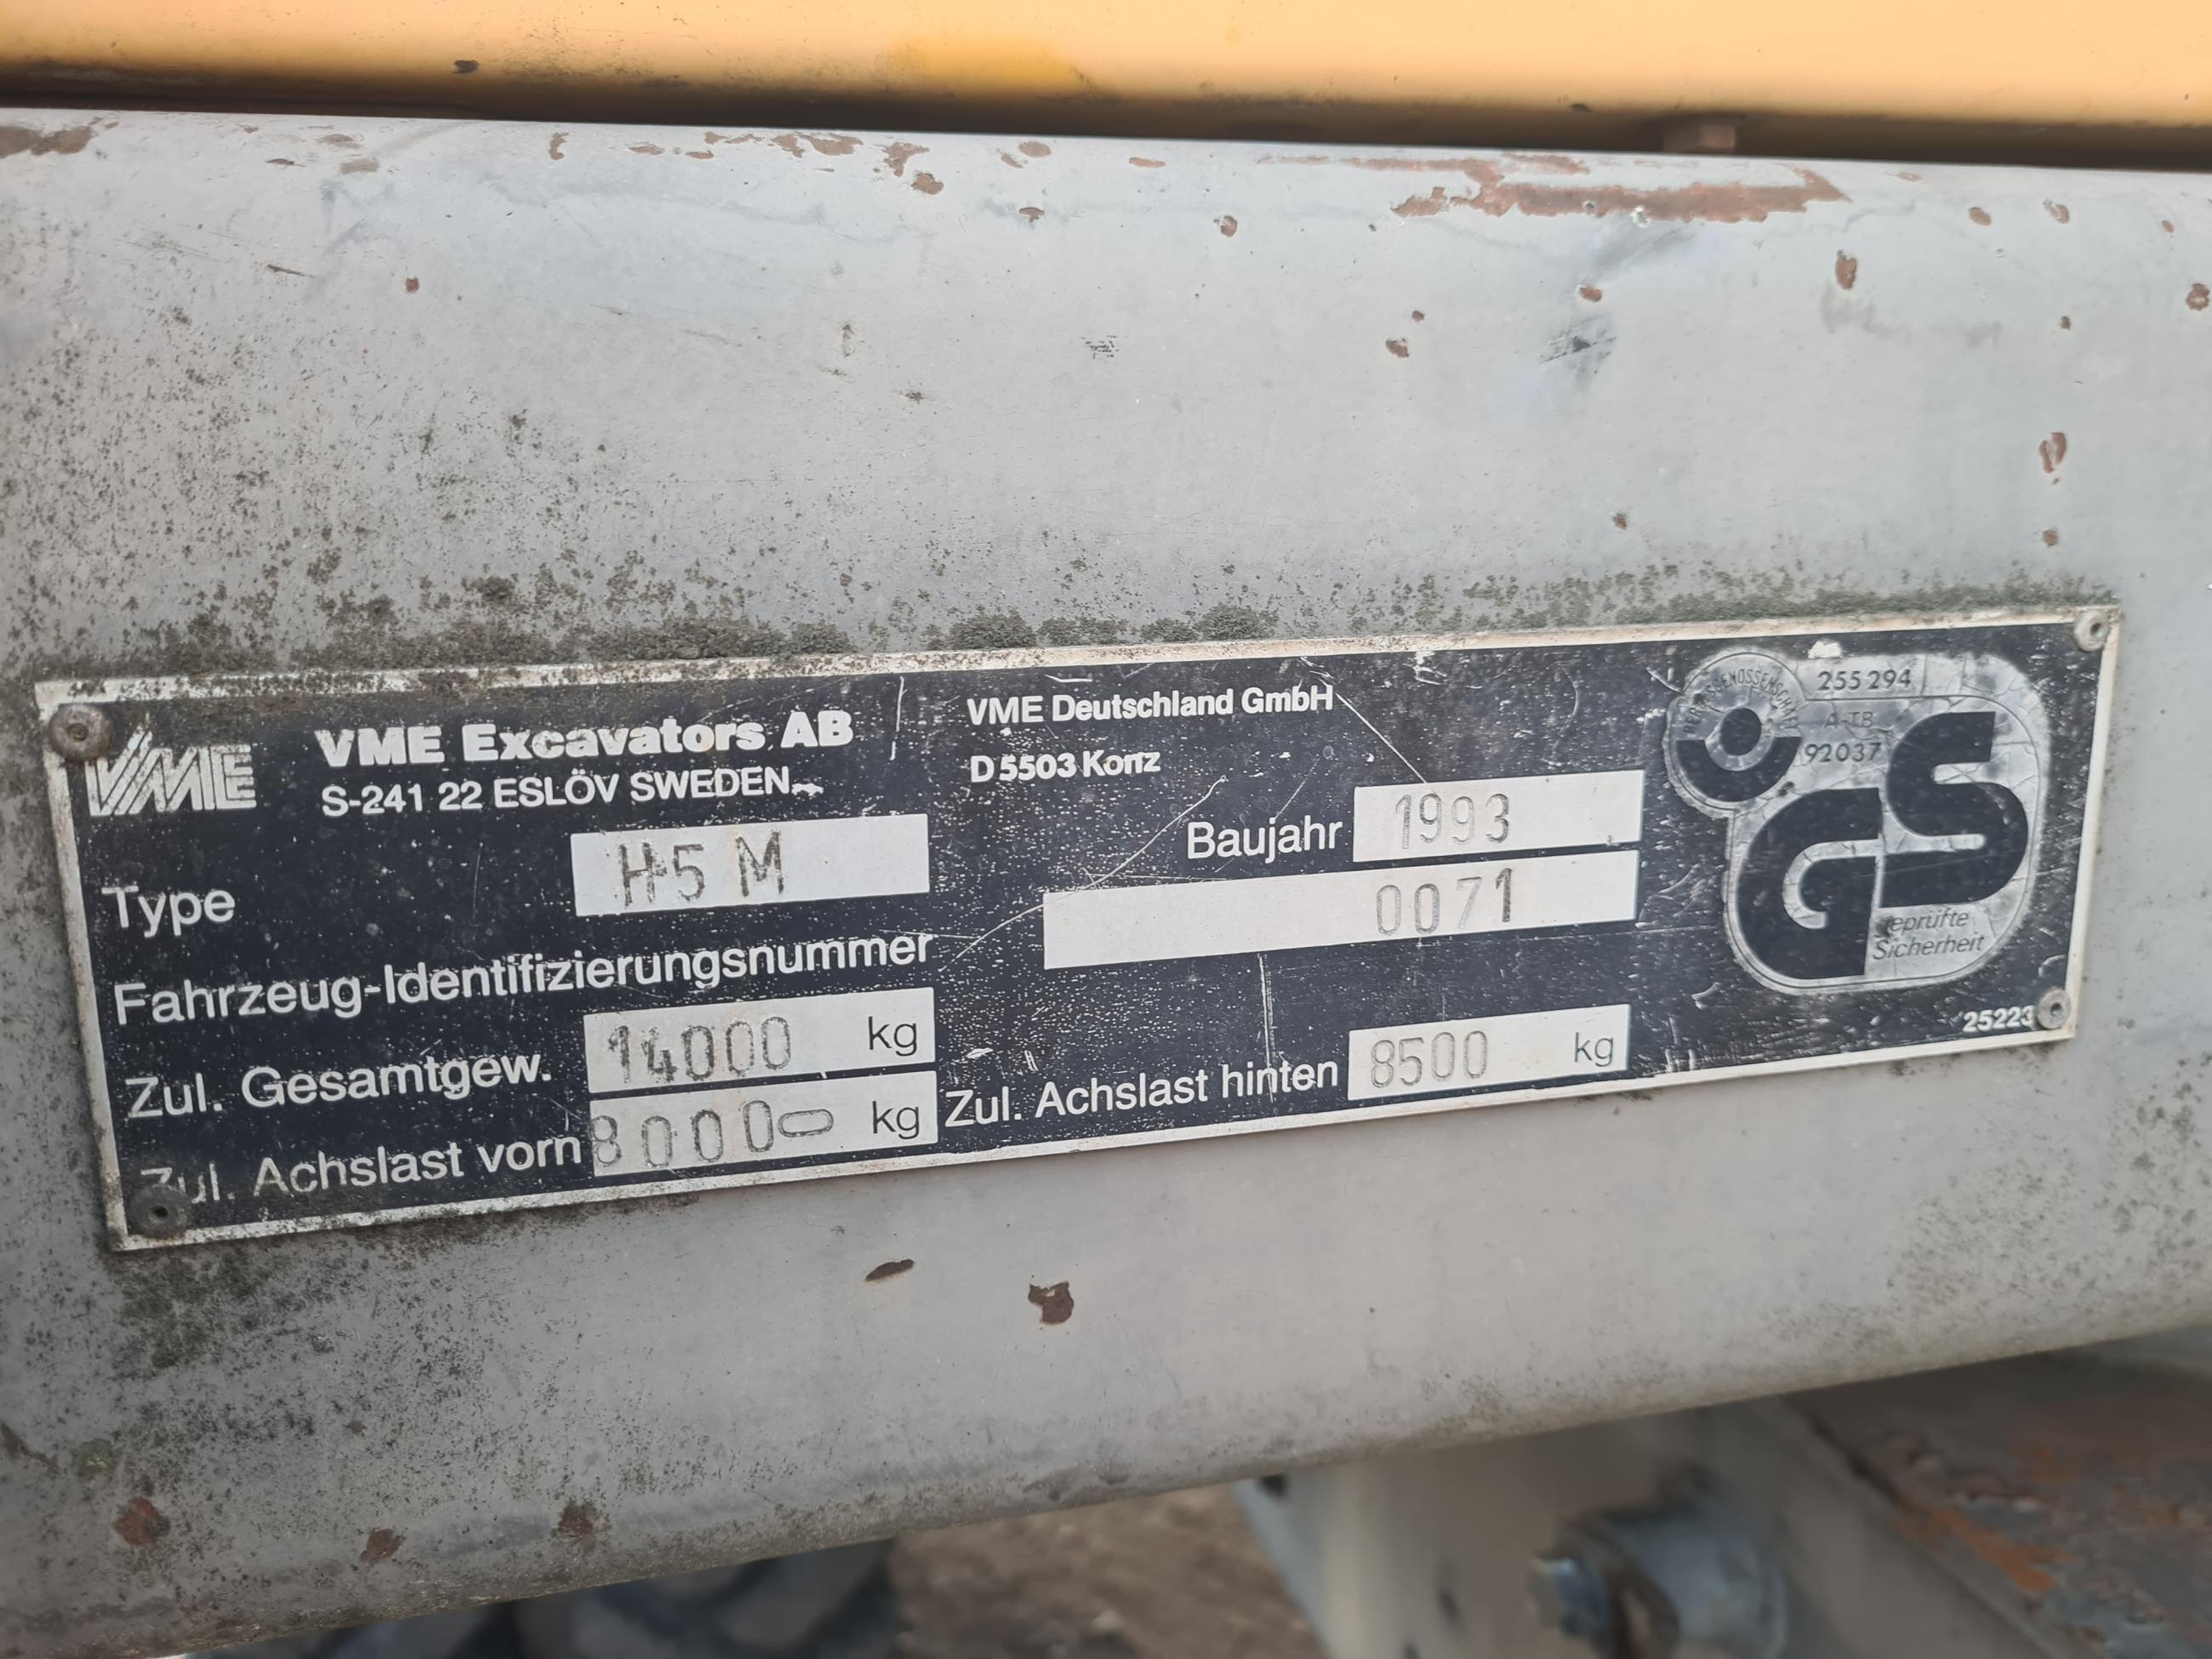 VME
VME Excavators AB
S-241 22 ESLÖV SWEDEN
VME Deutschland GmbH
D 5503 Konz
Type H5 M
Baujahr 1993
Fahrzeug-Identifizierungsnummer 0071
Zul. Gesamtgew. 14000 kg
Zul. Achslast vorn 8000 kg
Zul. Achslast hinten 8500 kg
255 294
A-TB
92037
GS
geprüfte
Sicherheit
25223